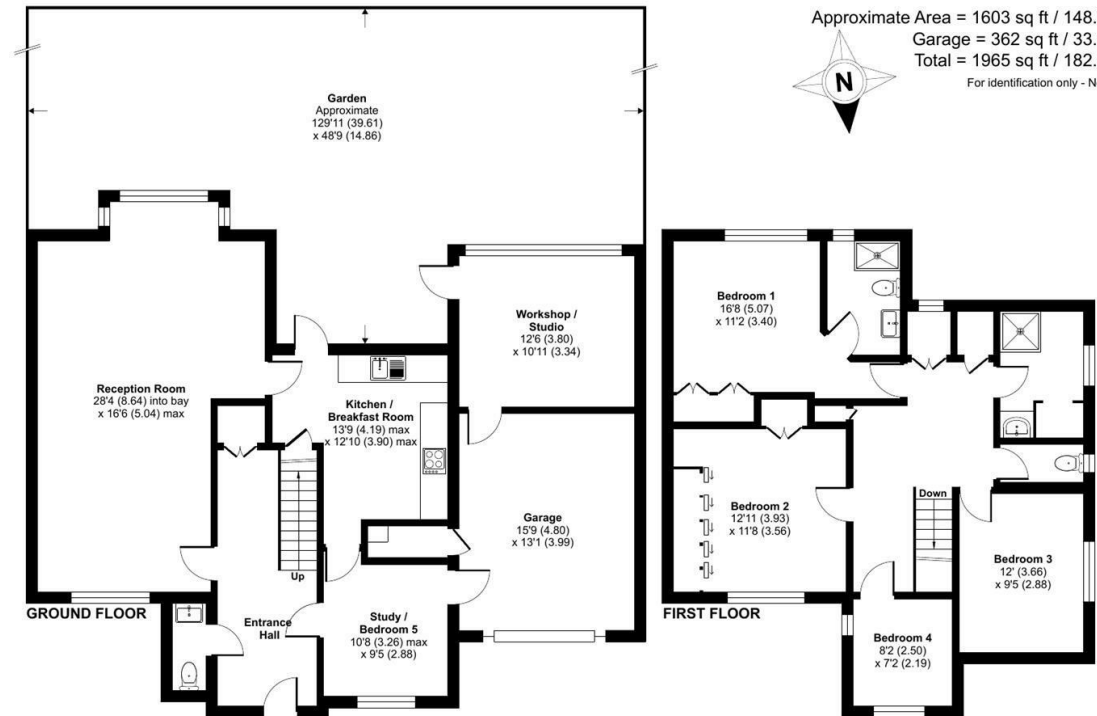 Approximate Area = 1603 sq ft / 148.
Garage = 362 sq ft / 33.
Total = 1965 sq ft / 182.
For identification only - N
N
Garden
Approximate
129'11 (39.61)
x 48'9 (14.86)
Reception Room
28'4 (8.64) into bay
x 16'6 (5.04) max
Kitchen /
Breakfast Room
13'9 (4.19) max
x 12'10 (3.90) max
Workshop /
Studio
12'6 (3.80)
x 10'11 (3.34)
Garage
15'9 (4.80)
x 13'1 (3.99)
Up
Entrance
Hall
Study /
Bedroom 5
10'8 (3.26) max
x 9'5 (2.88)
GROUND FLOOR
Bedroom 1
16'8 (5.07)
x 11'2 (3.40)
Bedroom 2
12'11 (3.93)
x 11'8 (3.56)
Down
Bedroom 3
12' (3.66)
x 9'5 (2.88)
Bedroom 4
8'2 (2.50)
x 7'2 (2.19)
FIRST FLOOR